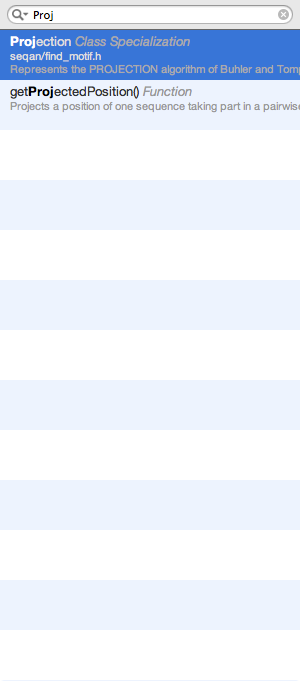 Proj
Projection Class Specialization
seqan/find_motif.h
Represents the PROJECTION algorithm of Buhler and
getProjectedPosition() Function
Projects a position of one sequence taking part in a pairwise